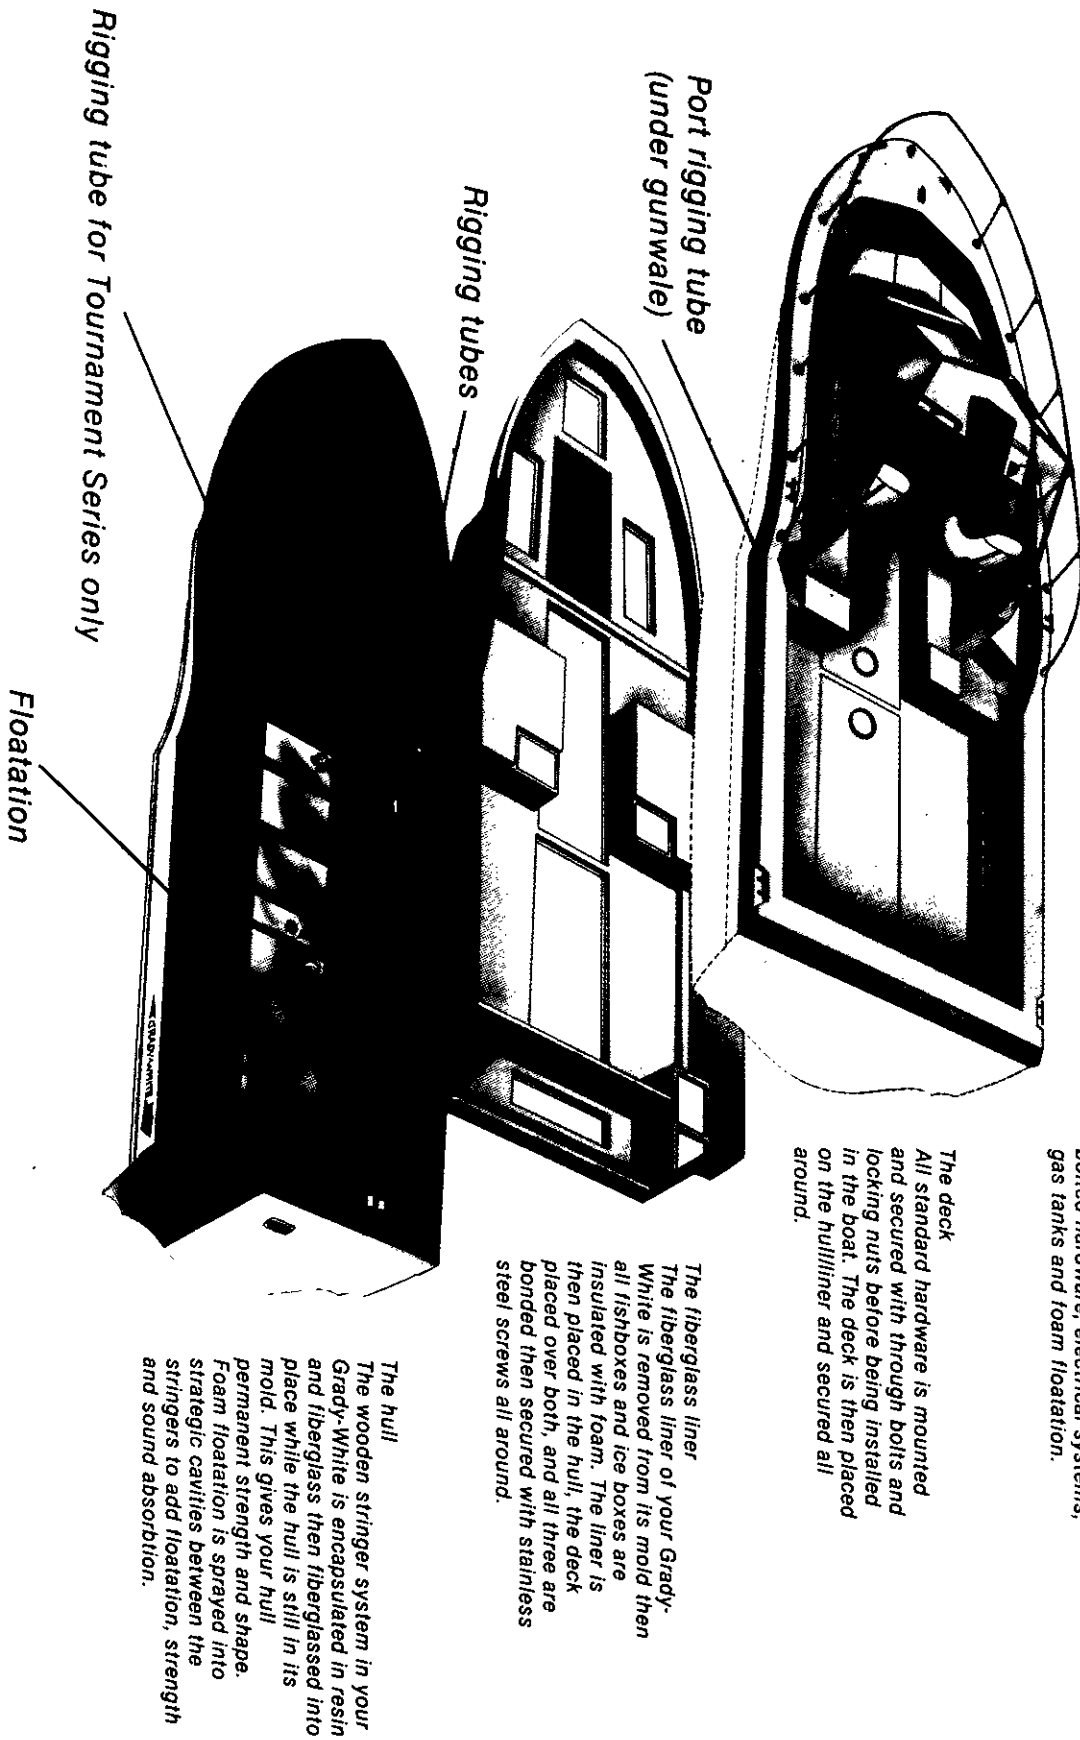 gas tanks and foam floatation.
The deck
All standard hardware is mounted
and secured with through bolts and
locking nuts before being installed
in the boat. The deck is then placed
on the hull/liner and secured all
around.
Port rigging tube
(under gunwale)
The fiberglass liner
The fiberglass liner of your Grady-
White is removed from its mold then
all fishboxes and ice boxes are
insulated with foam. The liner is
then placed in the hull, the deck
placed over both, and all three are
bonded then secured with stainless
steel screws all around.
Rigging tubes
The hull
The wooden stringer system in your
Grady-White is encapsulated in resin
and fiberglass then fiberglassed into
place while the hull is still in its
mold. This gives your hull
permanent strength and shape.
Foam floatation is sprayed into
strategic cavities between the
stringers to add floatation, strength
and sound absorbtion.
GRADY-WHITE
Rigging tube for Tournament Series only
Floatation